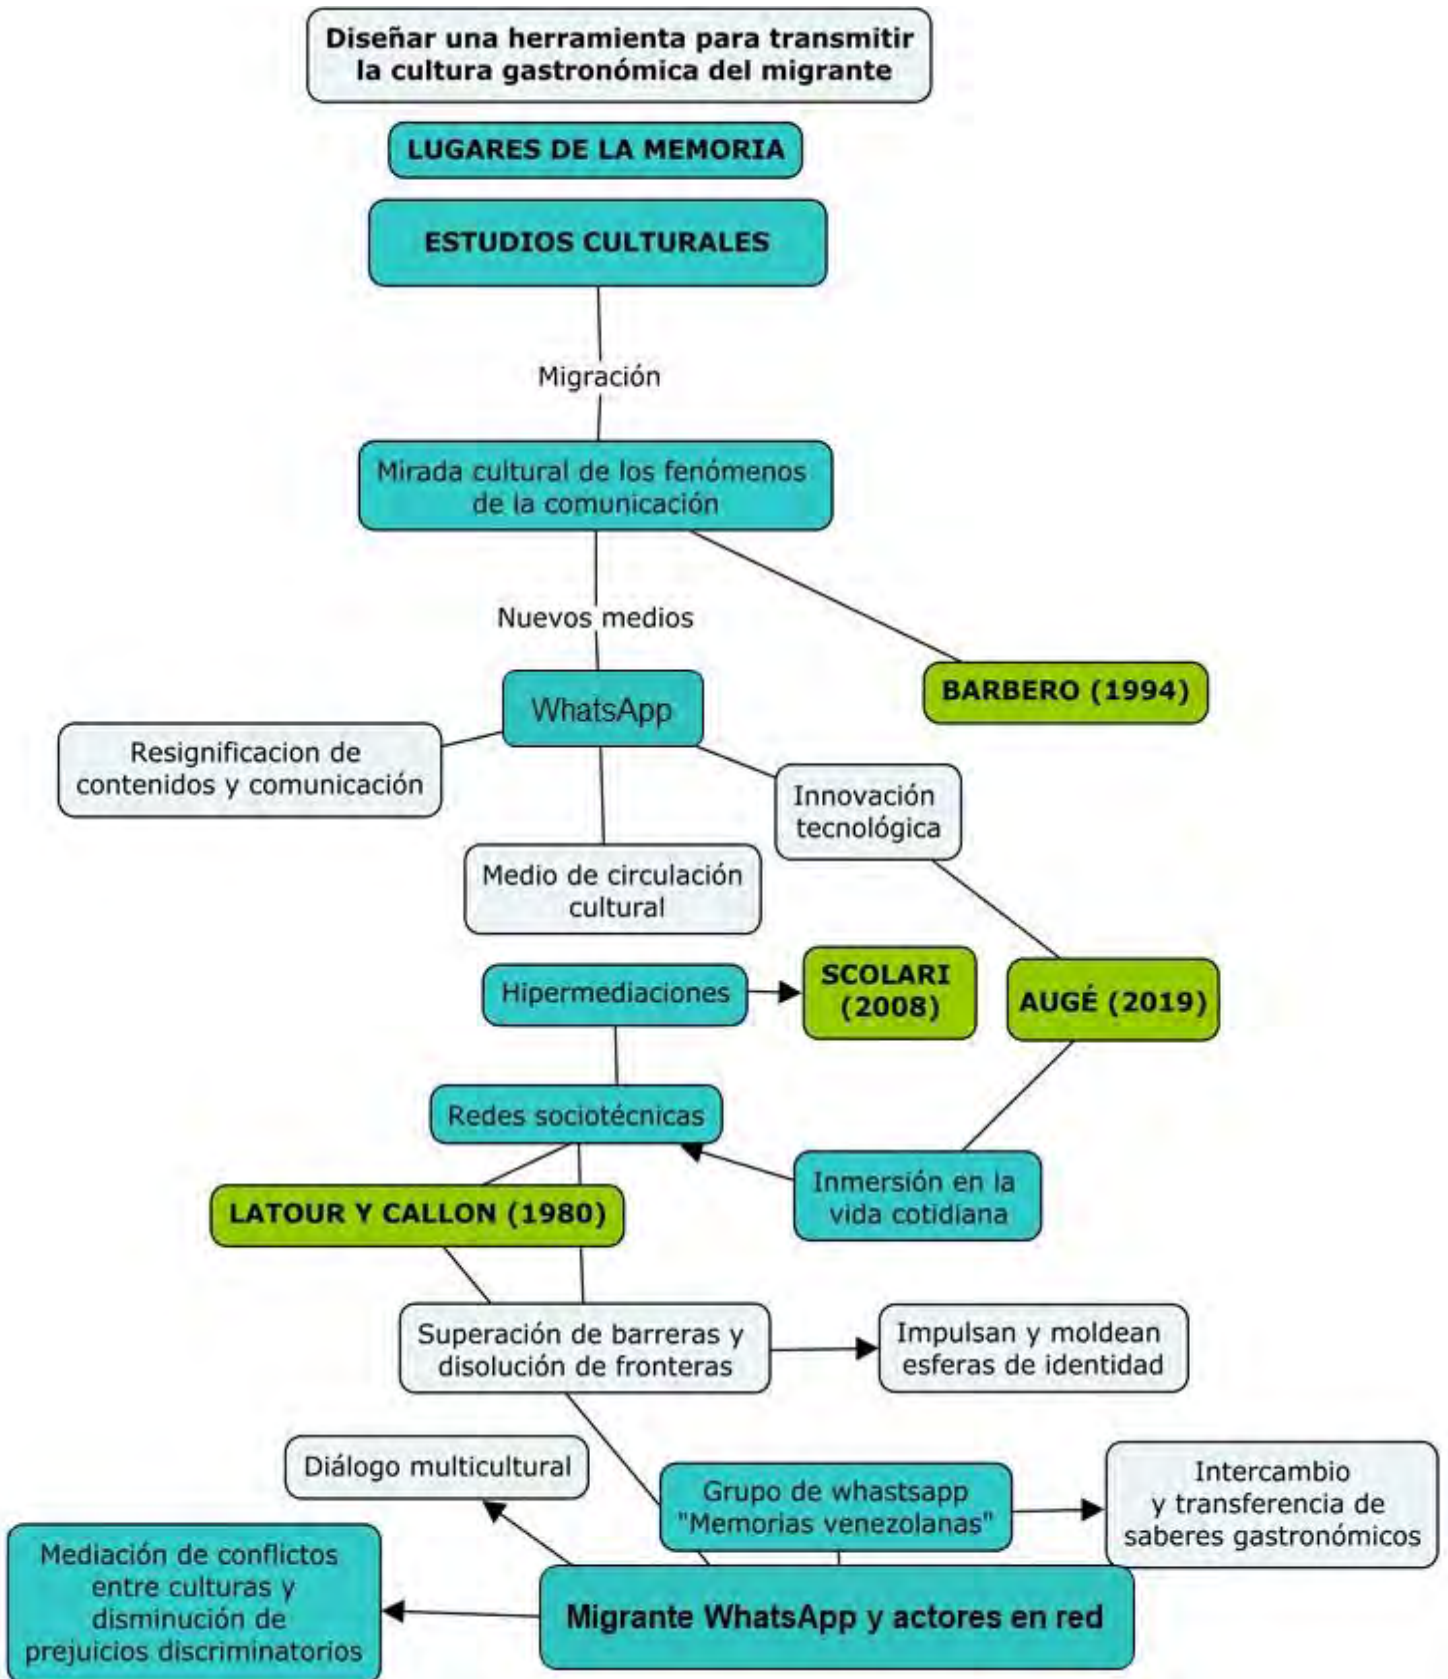 Diseñar una herramienta para transmitir
la cultura gastronómica del migrante
LUGARES DE LA MEMORIA
ESTUDIOS CULTURALES
Migración
Mirada cultural de los fenómenos
de la comunicación
Nuevos medios
BARBERO (1994)
WhatsApp
Resignificacion de
contenidos y comunicación
Innovación
tecnológica
Medio de circulación
cultural
Hipermediaciones
SCOLARI
(2008)
AUGÉ (2019)
Redes sociotécnicas
Inmersión en la
vida cotidiana
LATOUR Y CALLON (1980)
Superación de barreras y
disolución de fronteras
Impulsan y moldean
esferas de identidad
Diálogo multicultural
Grupo de whastsapp
"Memorias venezolanas"
Intercambio
y transferencia de
saberes gastronómicos
Mediación de conflictos
entre culturas y
disminución de
prejuicios discriminatorios
Migrante WhatsApp y actores en red